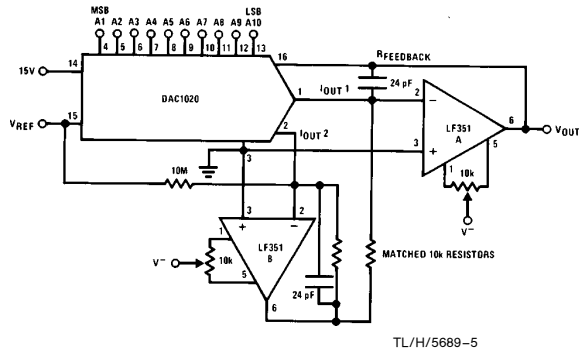 MSB LSB
A1 A2 A3 A4 A5 A6 A7 A8 A9 A10
4 5 6 7 8 9 10 11 12 13
15V 14 16 RFEEDBACK
DAC1020 1 IOUT 1 24 pF 2 − LF351 A 6 VOUT
VREF 15 2 IOUT 2 3 + 5
3 1 10k
10M V−
3 + 2 −
1 LF351 B MATCHED 10k RESISTORS
V− 10k 5 24 pF
6
TL/H/5689–5